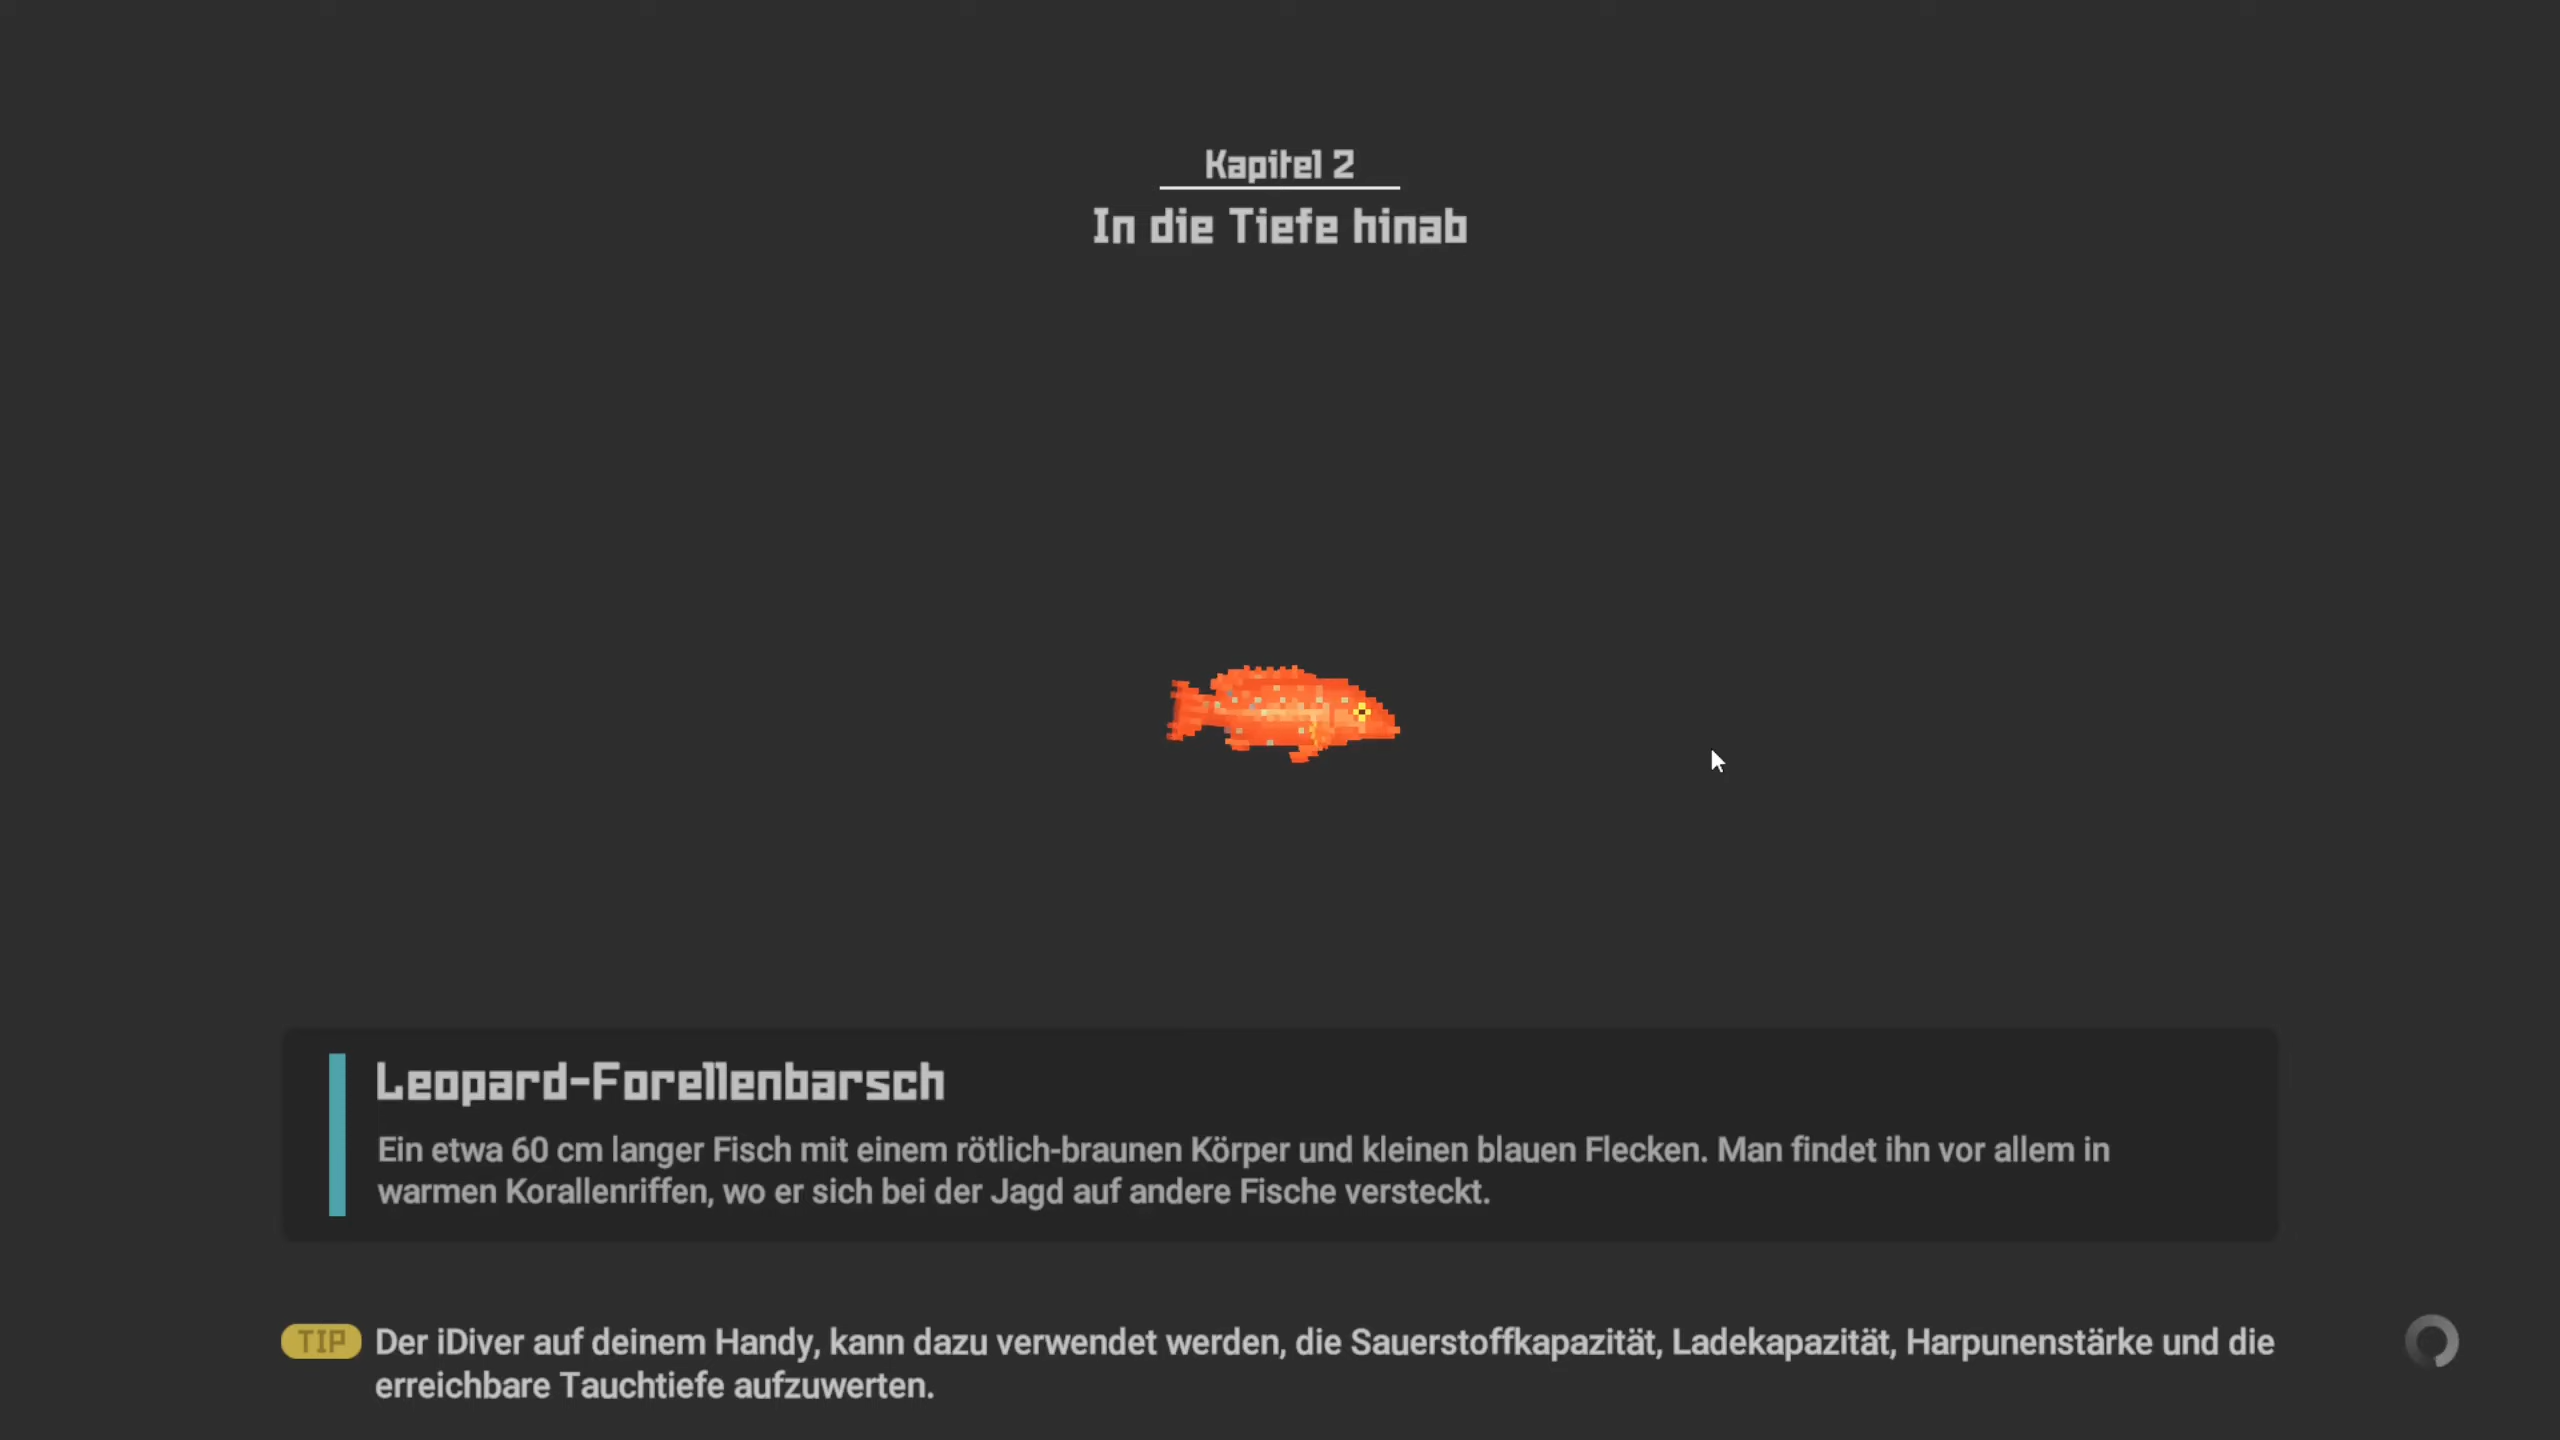 Kapitel 2
In die Tiefe hinab
Leopard-Forellenbarsch
Ein etwa 60 cm langer Fisch mit einem rötlich-braunen Körper und kleinen blauen Flecken. Man findet ihn vor allem in
warmen Korallenriffen, wo er sich bei der Jagd auf andere Fische versteckt.
TIP Der iDiver auf deinem Handy, kann dazu verwendet werden, die Sauerstoffkapazität, Ladekapazität, Harpunenstärke und die
erreichbare Tauchtiefe aufzuwerten.